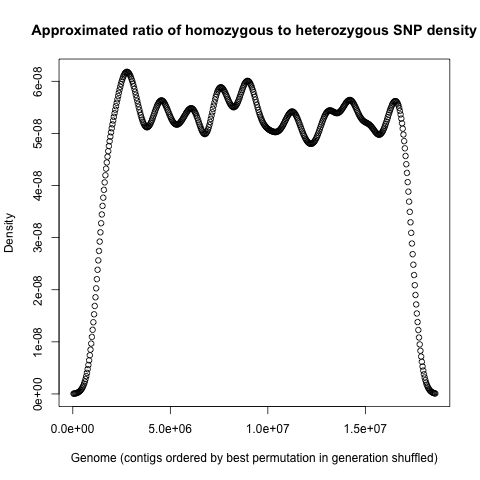 Approximated ratio of homozygous to heterozygous SNP density
6e-08
5e-08
4e-08
3e-08
2e-08
1e-08
0e+00
Density
0.0e+00 5.0e+06 1.0e+07 1.5e+07
Genome (contigs ordered by best permutation in generation shuffled)